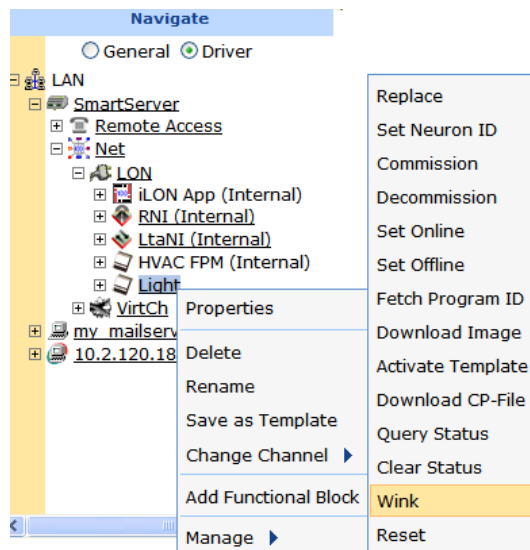 Navigate
General Driver
LAN
SmartServer
Remote Access
Net
LON
iLON App (Internal)
RNI (Internal)
LtaNI (Internal)
HVAC FPM (Internal)
Light
VirtCh
my_mailserv
10.2.120.18
Properties
Delete
Rename
Save as Template
Change Channel
Add Functional Block
Manage
Replace
Set Neuron ID
Commission
Decommission
Set Online
Set Offline
Fetch Program ID
Download Image
Activate Template
Download CP-File
Query Status
Clear Status
Wink
Reset